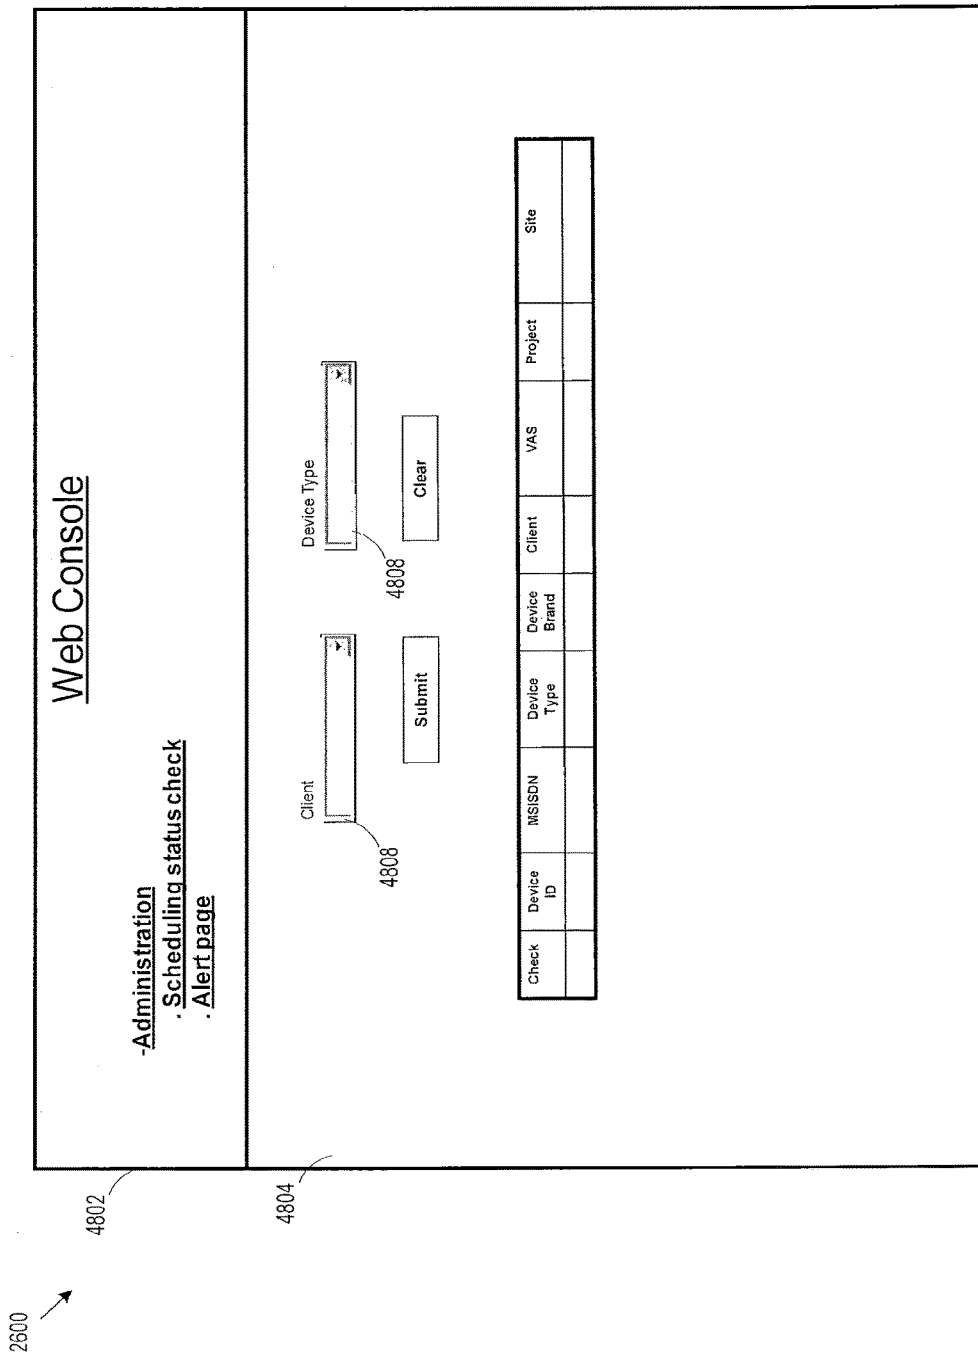 2600
4802
Web Console
-Administration
. Scheduling status check
. Alert page
4804
Client
Device Type
4808
4808
Submit
Clear
Check
Device ID
MSISDN
Device Type
Device Brand
Client
VAS
Project
Site